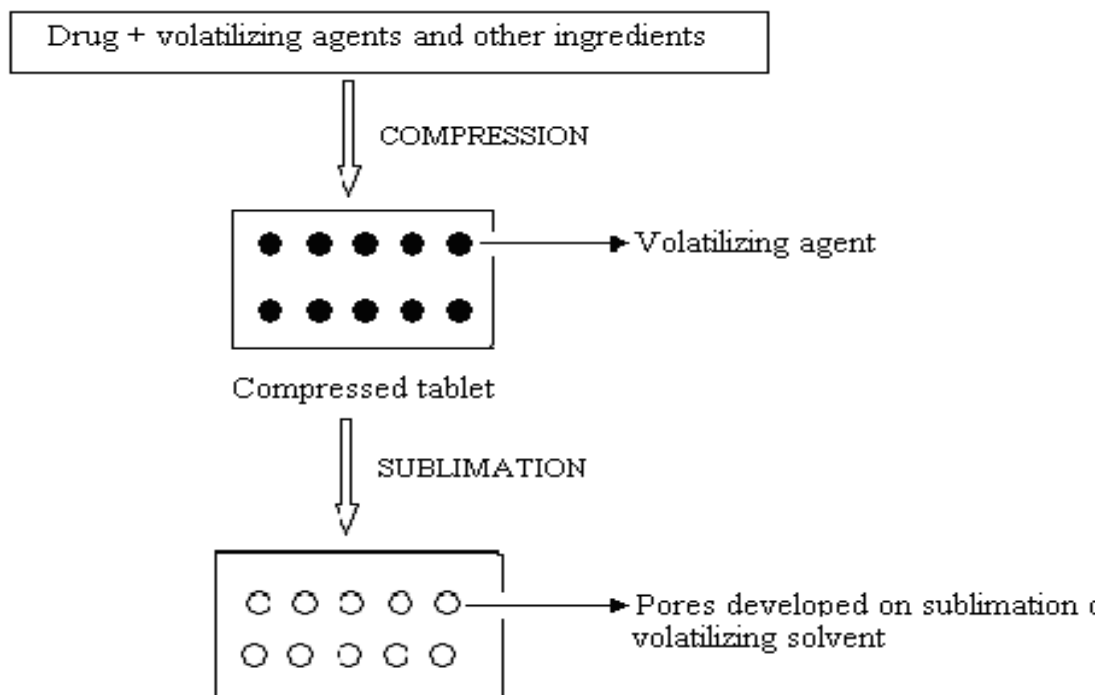 Drug + volatilizing agents and other ingredients
COMPRESSION
Volatilizing agent
Compressed tablet
SUBLIMATION
Pores developed on sublimation
volatilizing solvent